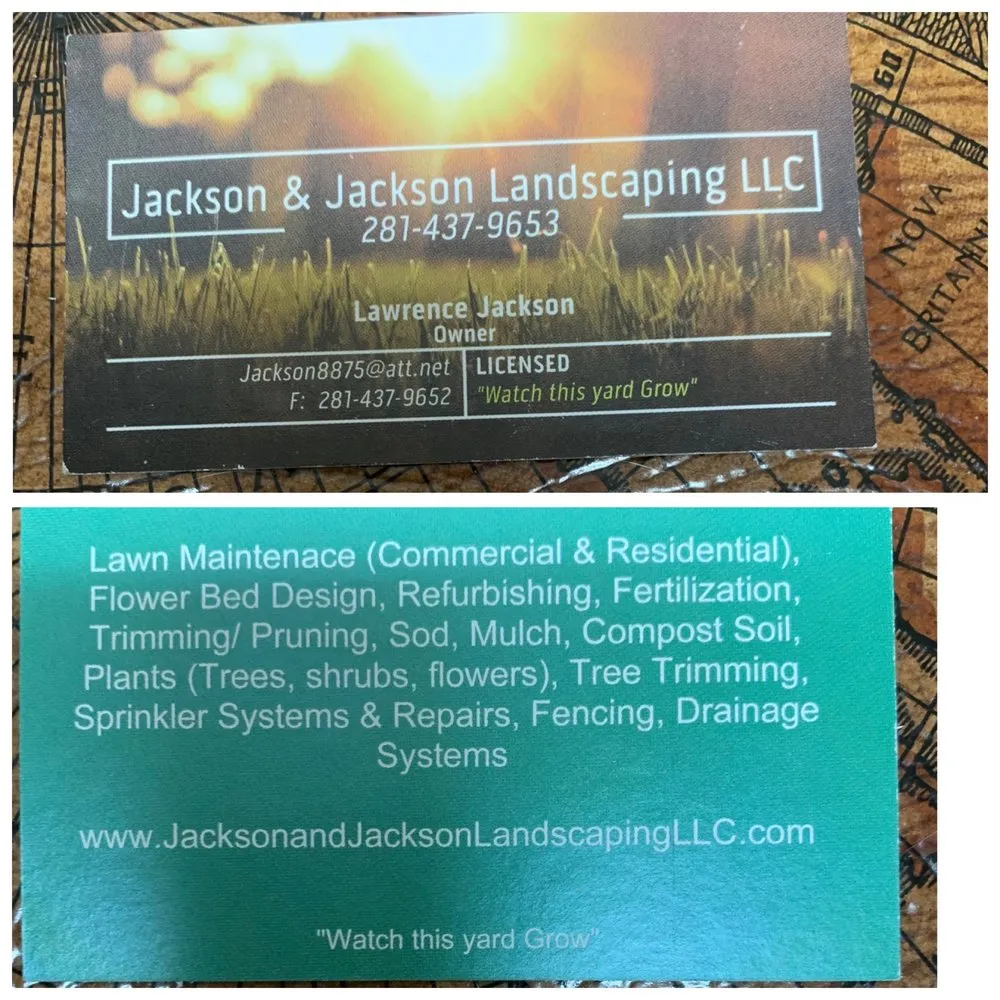 Jackson & Jackson Landscaping LLC
281-437-9653
Lawrence Jackson
Owner
Jackson8875@att.net
F: 281-437-9652
LICENSED
"Watch this yard Grow"
60
NOVA
BRITANN
Lawn Maintenace (Commercial & Residential),
Flower Bed Design, Refurbishing, Fertilization,
Trimming/ Pruning, Sod, Mulch, Compost Soil,
Plants (Trees, shrubs, flowers), Tree Trimming,
Sprinkler Systems & Repairs, Fencing, Drainage
Systems
www.JacksonandJacksonLandscapingLLC.com
"Watch this yard Grow"